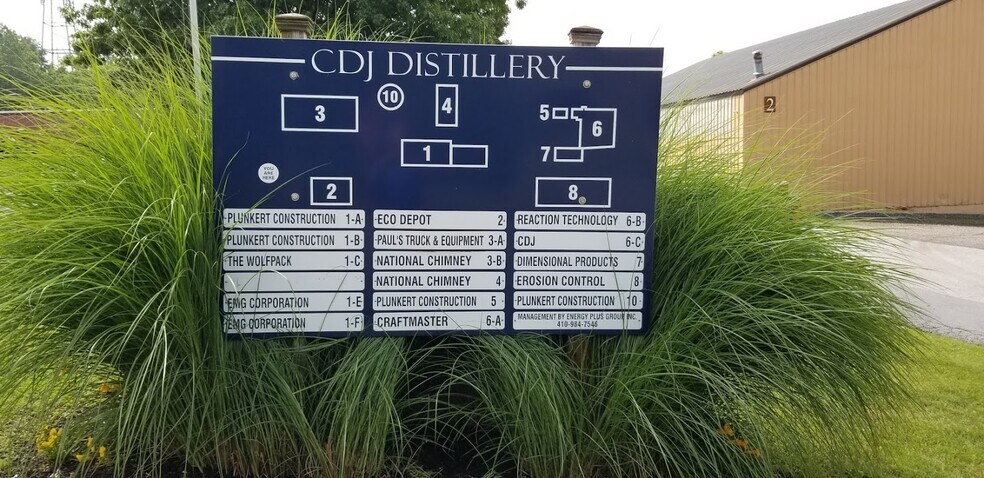 CDJ DISTILLERY
10
4
3
5
6
1
7
YOU
ARE
HERE
2
8
PLUNKERT CONSTRUCTION 1-A
PLUNKERT CONSTRUCTION 1-B
THE WOLFPACK 1-C
EMG CORPORATION 1-E
EMG CORPORATION 1-F
ECO DEPOT 2
PAUL'S TRUCK & EQUIPMENT 3-A
NATIONAL CHIMNEY 3-B
NATIONAL CHIMNEY 4
PLUNKERT CONSTRUCTION 5
CRAFTMASTER 6-A
REACTION TECHNOLOGY 6-B
CDJ 6-C
DIMENSIONAL PRODUCTS 7
EROSION CONTROL 8
PLUNKERT CONSTRUCTION 10
MANAGEMENT BY ENERGY PLUS GROUP INC.
410-984-7546
2